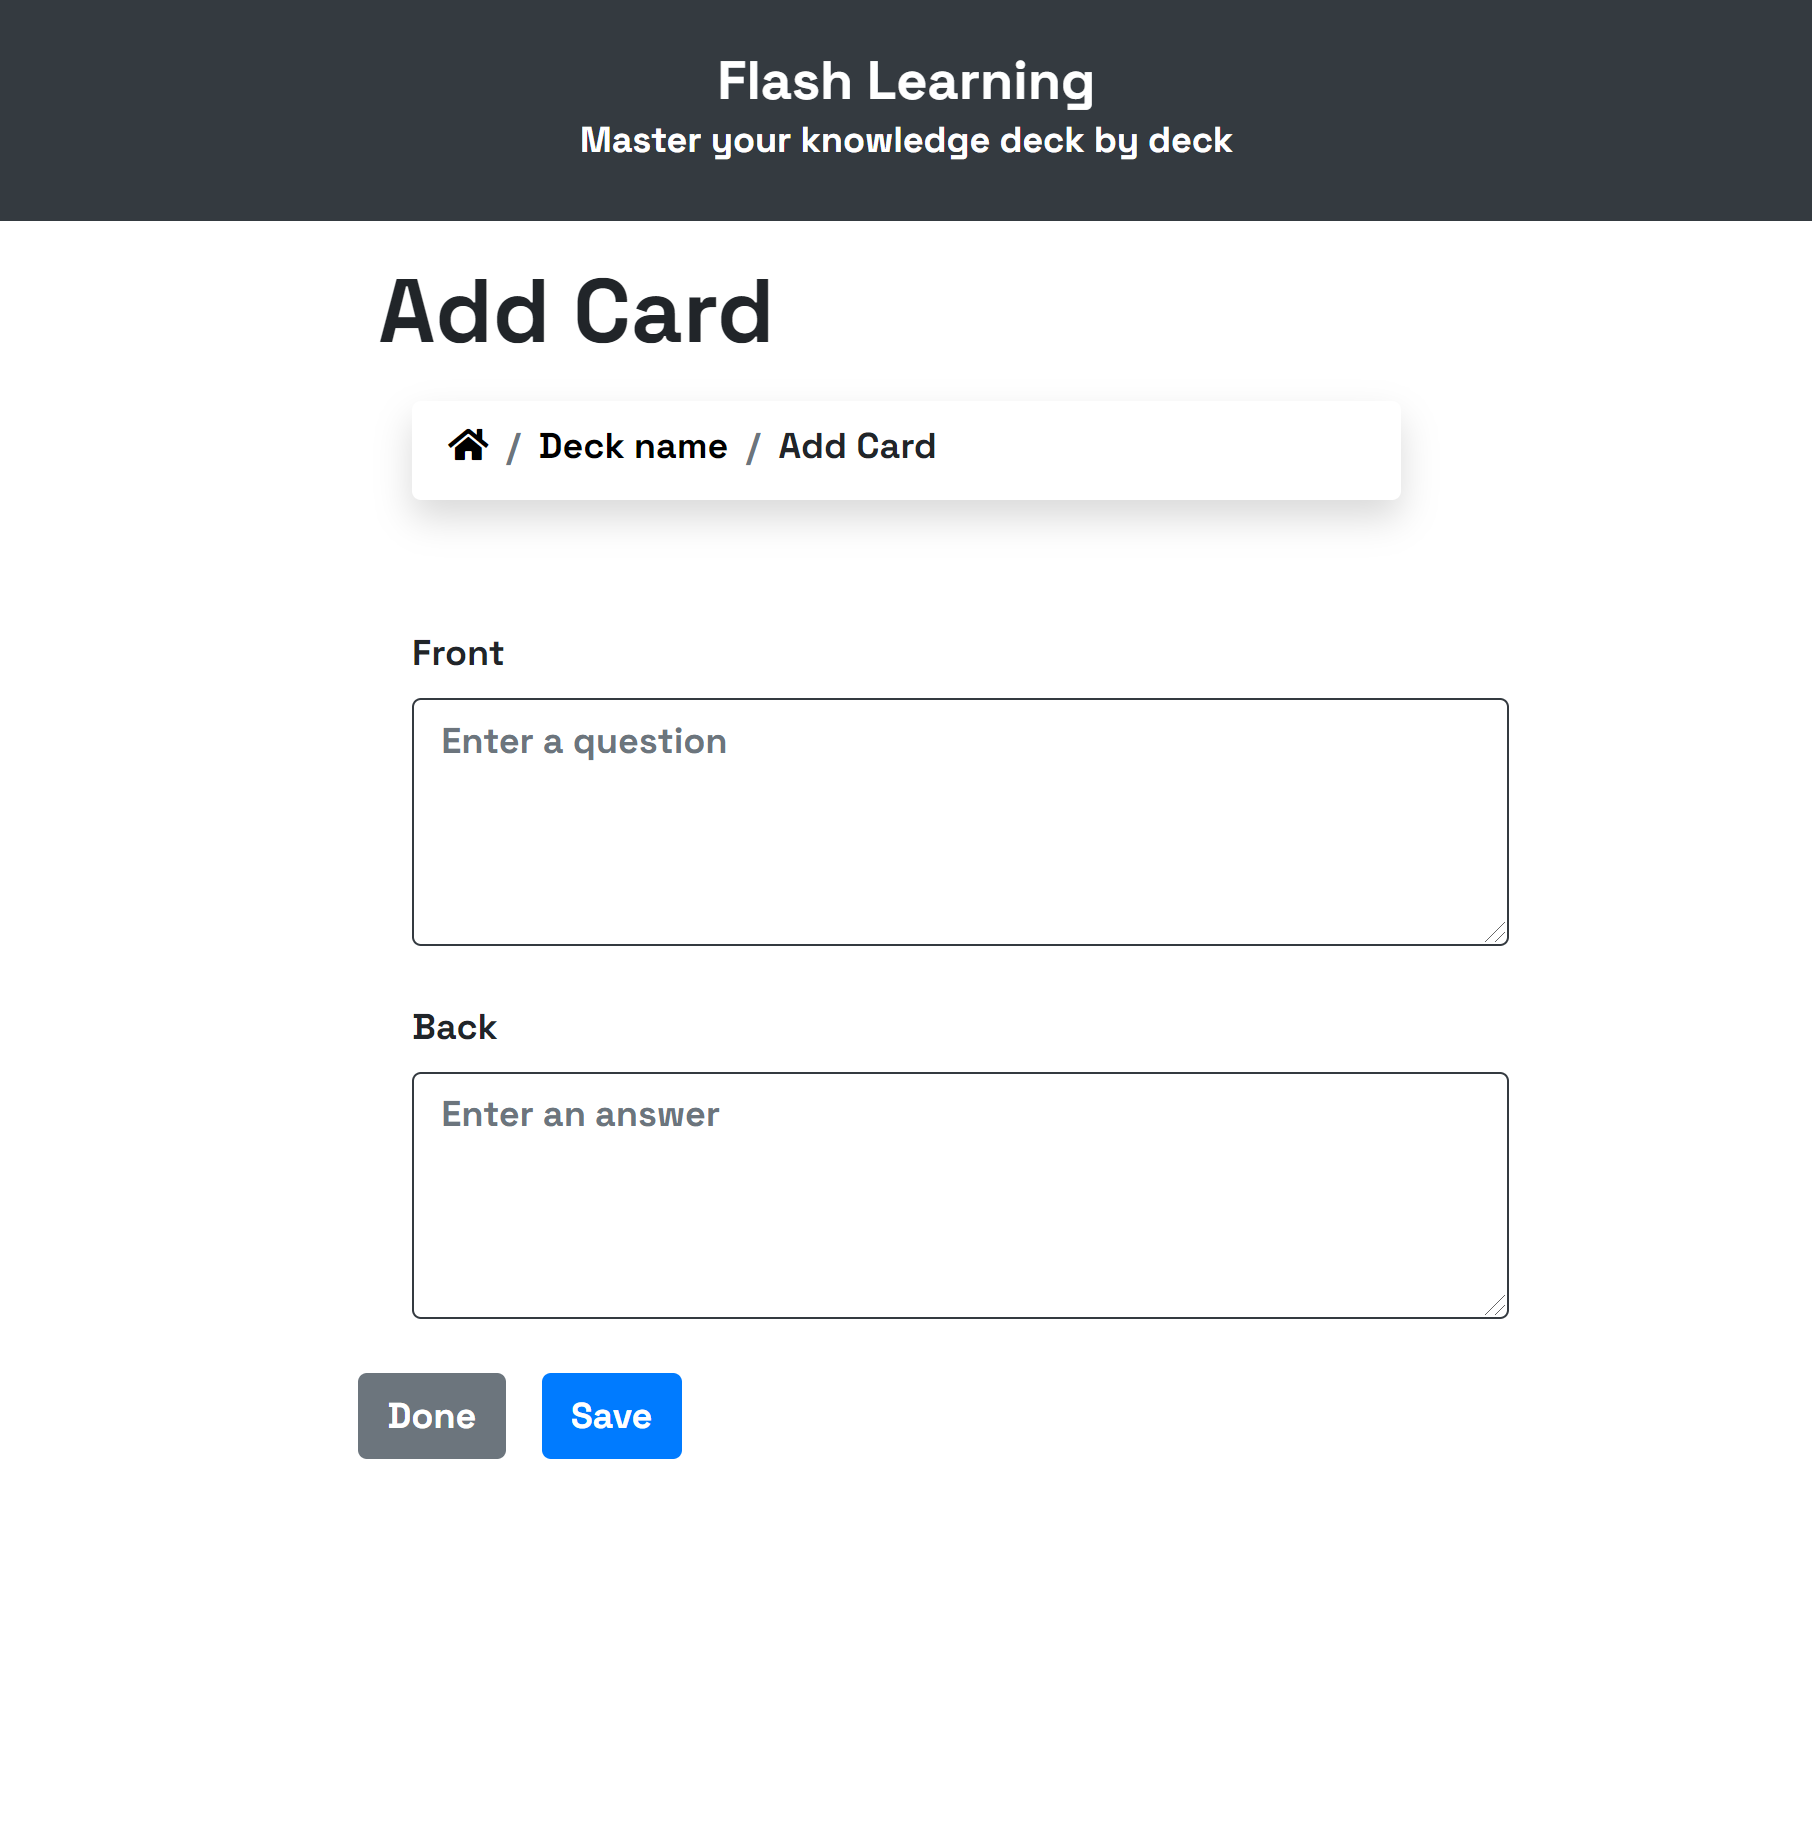 Flash Learning
Master your knowledge deck by deck
Add Card
/ Deck name / Add Card
Front
Enter a question
Back
Enter an answer
Done Save